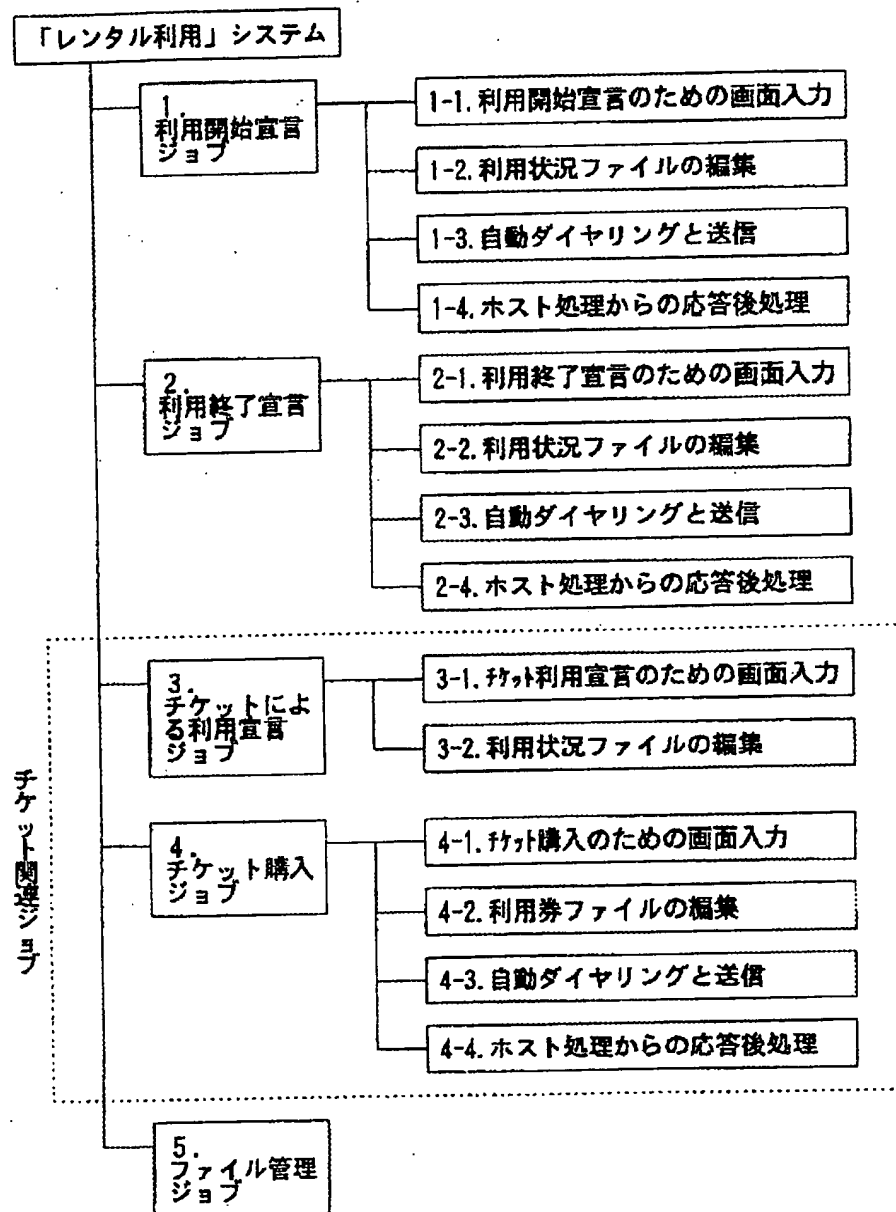 「レンタル利用」システム
1.
利用開始宣言
ジョブ
1-1.利用開始宣言のための画面入力
1-2.利用状況ファイルの編集
1-3.自動ダイヤリングと送信
1-4.ホスト処理からの応答後処理
2.
利用終了宣言
ジョブ
2-1.利用終了宣言のための画面入力
2-2.利用状況ファイルの編集
2-3.自動ダイヤリングと送信
2-4.ホスト処理からの応答後処理
チケット関連ジョブ
3.
チケットによ
る利用宣言
ジョブ
3-1.ﾁｹｯﾄ利用宣言のための画面入力
3-2.利用状況ファイルの編集
4.
チケット購入
ジョブ
4-1.ﾁｹｯﾄ購入のための画面入力
4-2.利用券ファイルの編集
4-3.自動ダイヤリングと送信
4-4.ホスト処理からの応答後処理
5.
ファイル管理
ジョブ